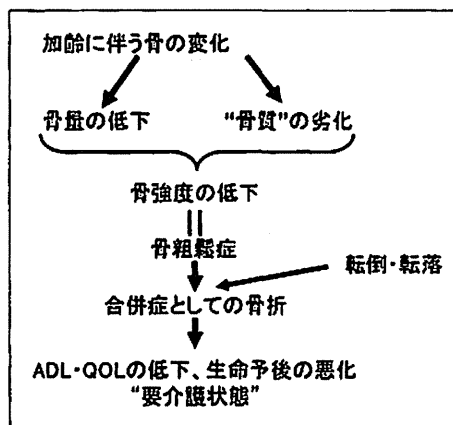 加齢に伴う骨の変化
骨量の低下 “骨質”の劣化
骨強度の低下
骨粗鬆症
転倒・転落
合併症としての骨折
ADL・QOLの低下、生命予後の悪化
“要介護状態”